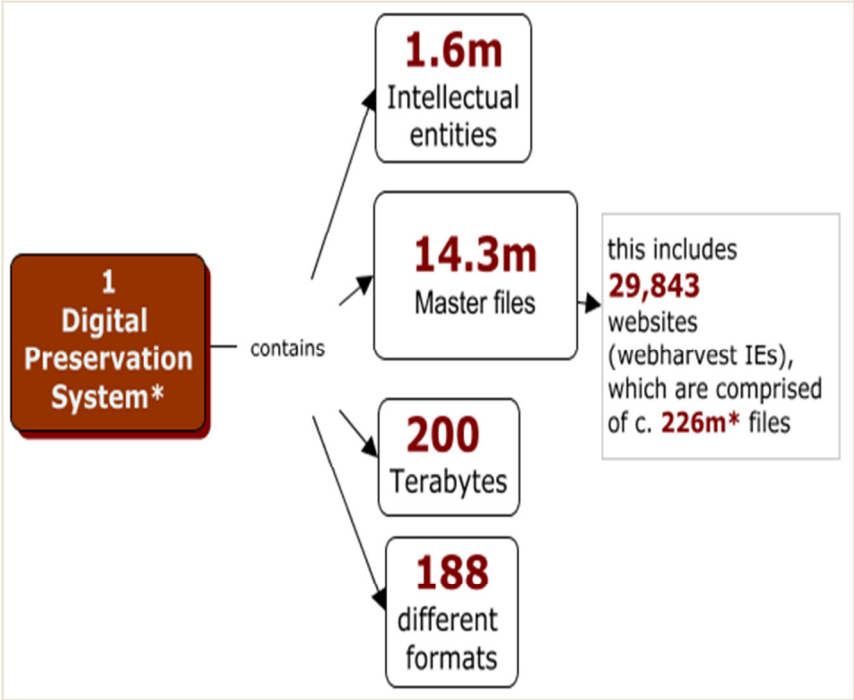 1
Digital
Preservation
System*
contains
1.6m
Intellectual
entities
14.3m
Master files
this includes
29,843
websites
(webharvest IEs),
which are comprised
of c. 226m* files
200
Terabytes
188
different
formats